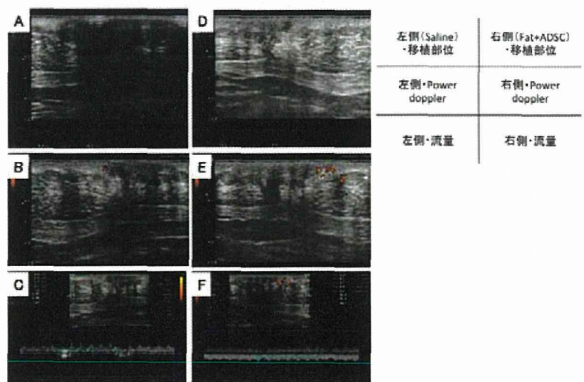 A
D
B
E
C
F
左側(Saline)
・移植部位
右側(Fat+ADSC)
・移植部位
左側・Power
doppler
右側・Power
doppler
左側・流量
右側・流量